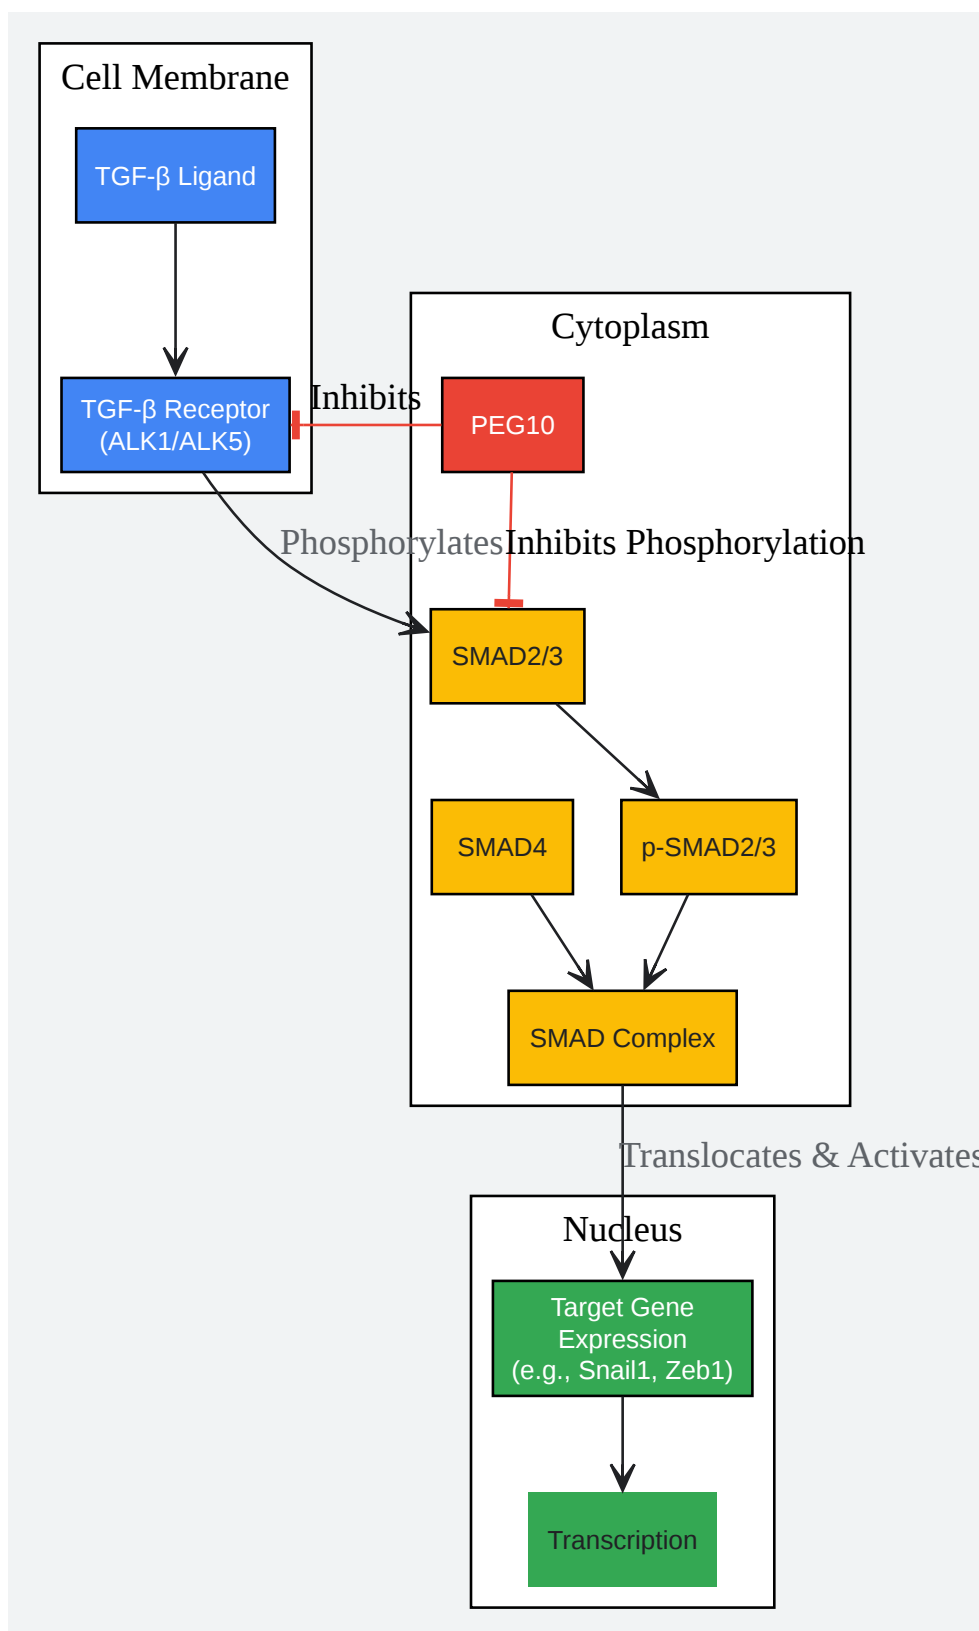 Cell Membrane
TGF-β Ligand
Cytoplasm
TGF-β Receptor
(ALK1/ALK5)
Inhibits
PEG10
Phosphorylates
Inhibits Phosphorylation
SMAD2/3
SMAD4
p-SMAD2/3
SMAD Complex
Translocates & Activates
Nucleus
Target Gene
Expression
(e.g., Snail1, Zeb1)
Transcription